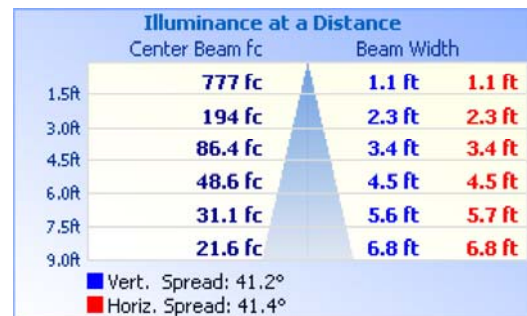 Illuminance at a Distance
Center Beam fc Beam Width
777 fc 1.1 ft 1.1 ft
1.5ft
194 fc 2.3 ft 2.3 ft
3.0ft
86.4 fc 3.4 ft 3.4 ft
4.5ft
48.6 fc 4.5 ft 4.5 ft
6.0ft
31.1 fc 5.6 ft 5.7 ft
7.5ft
21.6 fc 6.8 ft 6.8 ft
9.0ft
Vert. Spread: 41.2°
Horiz. Spread: 41.4°